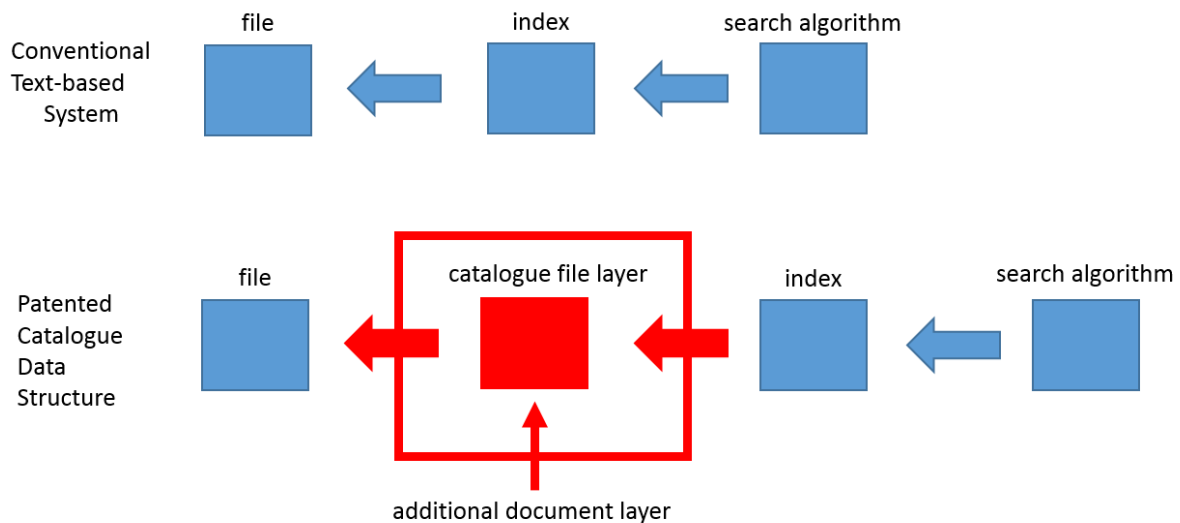 file
index
search algorithm
Conventional
Text-based
System
file
catalogue file layer
index
search algorithm
Patented
Catalogue
Data
Structure
additional document layer